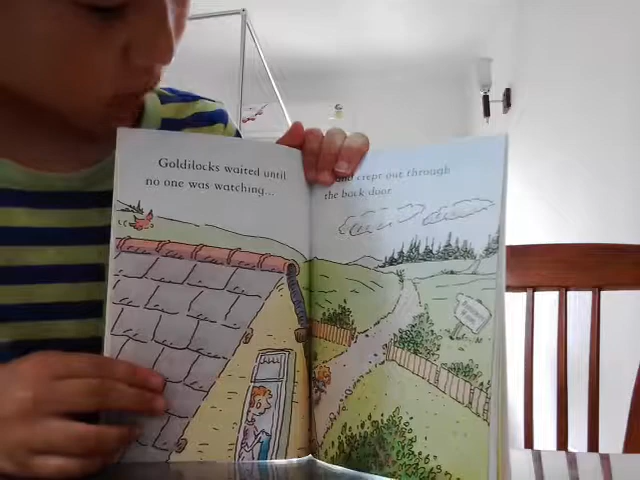 Goldilocks waited until
no one was watching...
and crept out through
the back door.